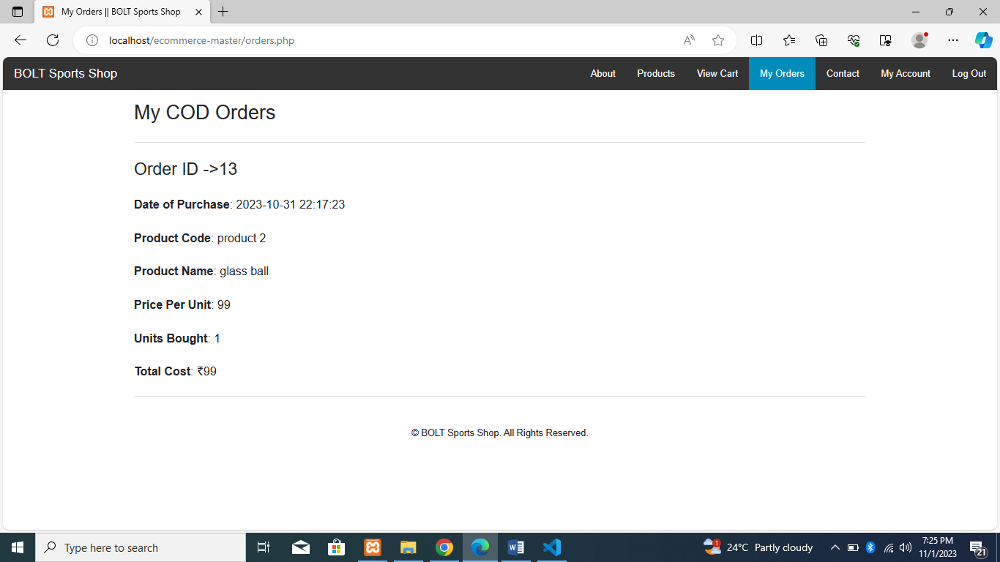 My Orders || BOLT Sports Shop
localhost/ecommerce-master/orders.php
BOLT Sports Shop
About Products View Cart My Orders Contact My Account Log Out
My COD Orders
Order ID ->13
Date of Purchase: 2023-10-31 22:17:23
Product Code: product 2
Product Name: glass ball
Price Per Unit: 99
Units Bought: 1
Total Cost: ₹99
© BOLT Sports Shop. All Rights Reserved.
Type here to search
1
24°C Partly cloudy
7:25 PM
11/1/2023
21